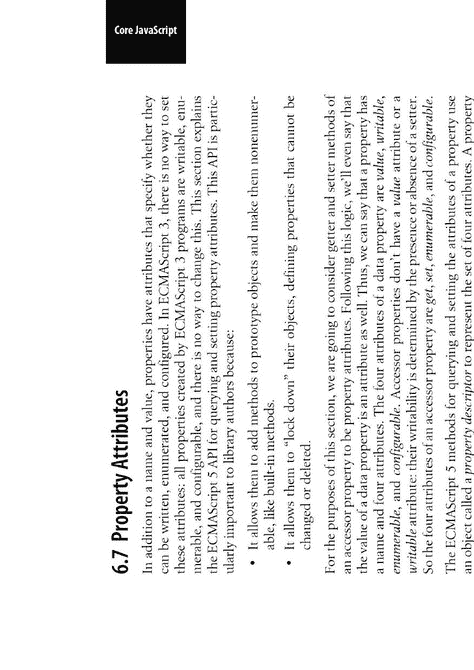 Core JavaScript
6.7 Property Attributes
In addition to a name and value, properties have attributes that specify whether they
can be written, enumerated, and configured. In ECMAScript 3, there is no way to set
these attributes: all properties created by ECMAScript 3 programs are writable, enu-
merable, and configurable, and there is no way to change this. This section explains
the ECMAScript 5 API for querying and setting property attributes. This API is partic-
ularly important to library authors because:
• It allows them to add methods to prototype objects and make them nonenumer-
able, like built-in methods.
• It allows them to “lock down” their objects, defining properties that cannot be
changed or deleted.
For the purposes of this section, we are going to consider getter and setter methods of
an accessor property to be property attributes. Following this logic, we’ll even say that
the value of a data property is an attribute as well. Thus, we can say that a property has
a name and four attributes. The four attributes of a data property are value, writable,
enumerable, and configurable. Accessor properties don’t have a value attribute or a
writable attribute: their writability is determined by the presence or absence of a setter.
So the four attributes of an accessor property are get, set, enumerable, and configurable.
The ECMAScript 5 methods for querying and setting the attributes of a property use
an object called a property descriptor to represent the set of four attributes. A property